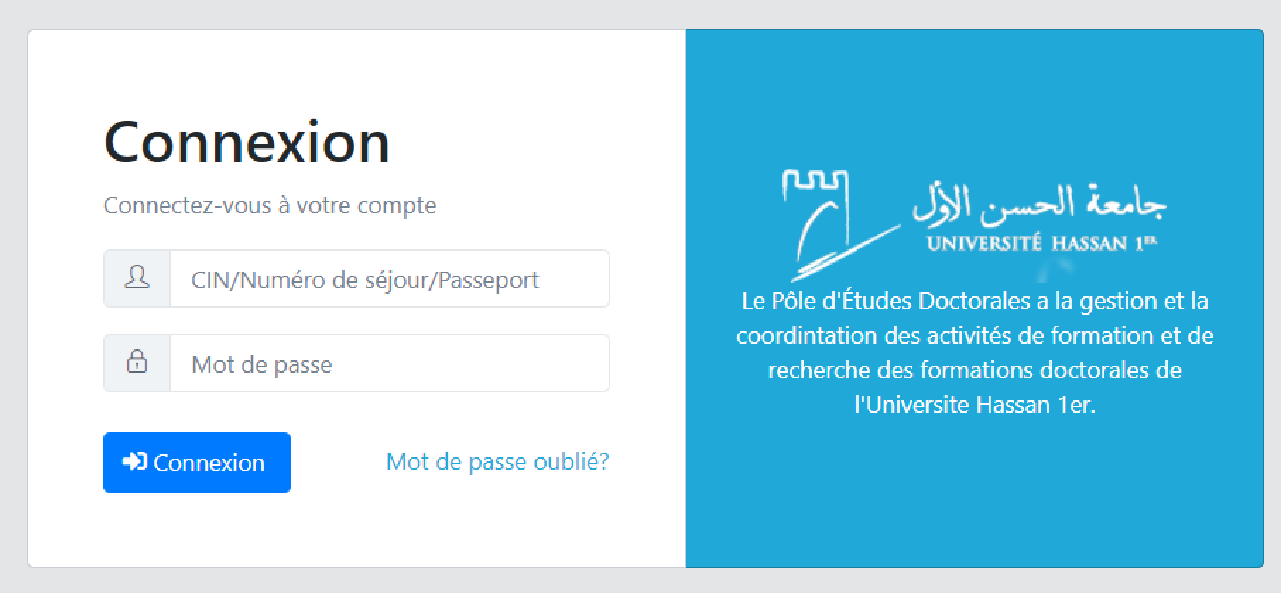 Connexion
Connectez-vous à votre compte
CIN/Numéro de séjour/Passeport
Mot de passe
Connexion
Mot de passe oublié?
جامعة الحسن الأول
UNIVERSITÉ HASSAN 1ER
Le Pôle d'Études Doctorales a la gestion et la
coordintation des activités de formation et de
recherche des formations doctorales de
l'Universite Hassan 1er.